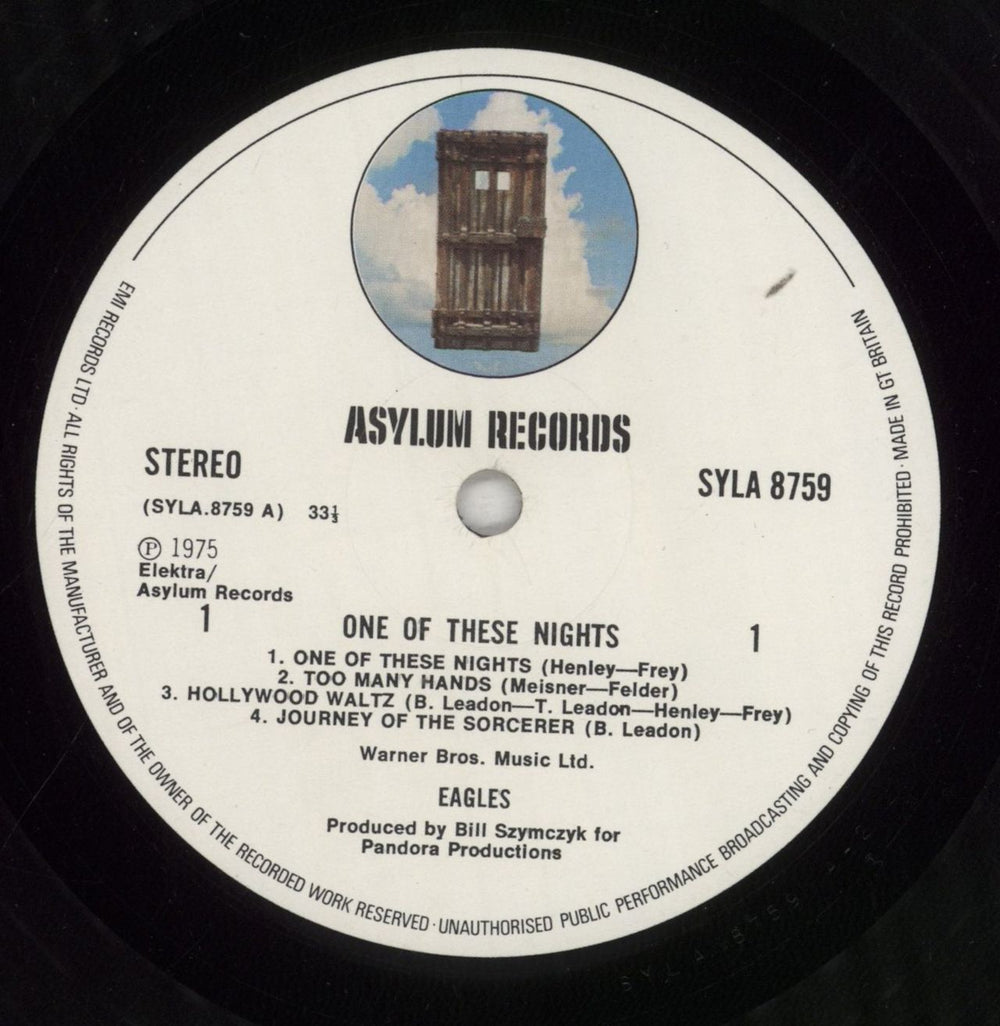 ASYLUM RECORDS
STEREO
SYLA 8759
(SYLA.8759 A) 33⅓
Ⓟ 1975
Elektra/
Asylum Records
1
1
ONE OF THESE NIGHTS
1. ONE OF THESE NIGHTS (Henley—Frey)
2. TOO MANY HANDS (Meisner—Felder)
3. HOLLYWOOD WALTZ (B. Leadon—T. Leadon—Henley—Frey)
4. JOURNEY OF THE SORCERER (B. Leadon)
Warner Bros. Music Ltd.
EAGLES
Produced by Bill Szymczyk for
Pandora Productions
EMI RECORDS LTD · ALL RIGHTS OF THE MANUFACTURER AND OF THE OWNER OF THE RECORDED WORK RESERVED · UNAUTHORISED PUBLIC PERFORMANCE BROADCASTING AND COPYING OF THIS RECORD PROHIBITED · MADE IN GT BRITAIN